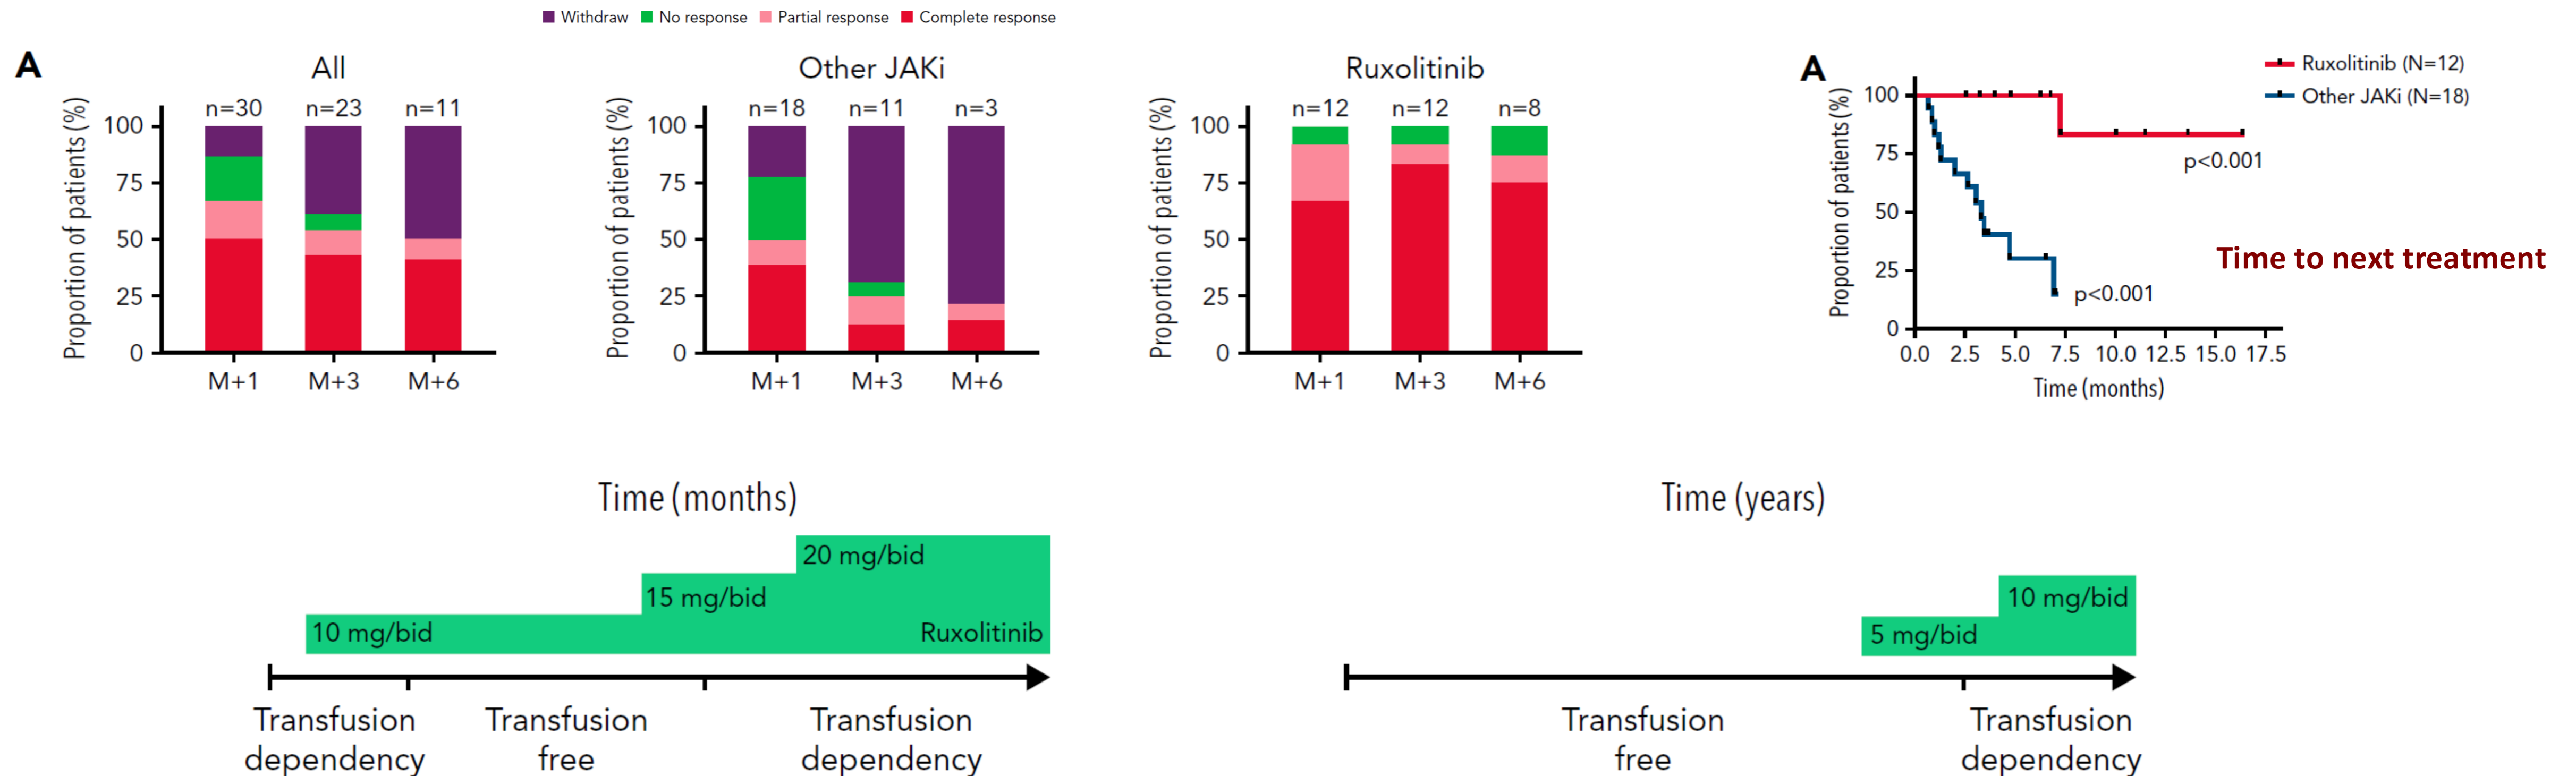 Withdraw No response Partial response Complete response
A
All
n=30 n=23 n=11
Proportion of patients (%)
100
75
50
25
0
M+1 M+3 M+6
Other JAKi
n=18 n=11 n=3
Proportion of patients (%)
100
75
50
25
0
M+1 M+3 M+6
Ruxolitinib
n=12 n=12 n=8
Proportion of patients (%)
100
75
50
25
0
M+1 M+3 M+6
A
Ruxolitinib (N=12)
Other JAKi (N=18)
Proportion of patients (%)
100
75
50
25
0
p<0.001
p<0.001
Time to next treatment
0.0 2.5 5.0 7.5 10.0 12.5 15.0 17.5
Time (months)
Time (months)
20 mg/bid
15 mg/bid
10 mg/bid
Ruxolitinib
Transfusion
dependency
Transfusion
free
Transfusion
dependency
Time (years)
10 mg/bid
5 mg/bid
Transfusion
free
Transfusion
dependency